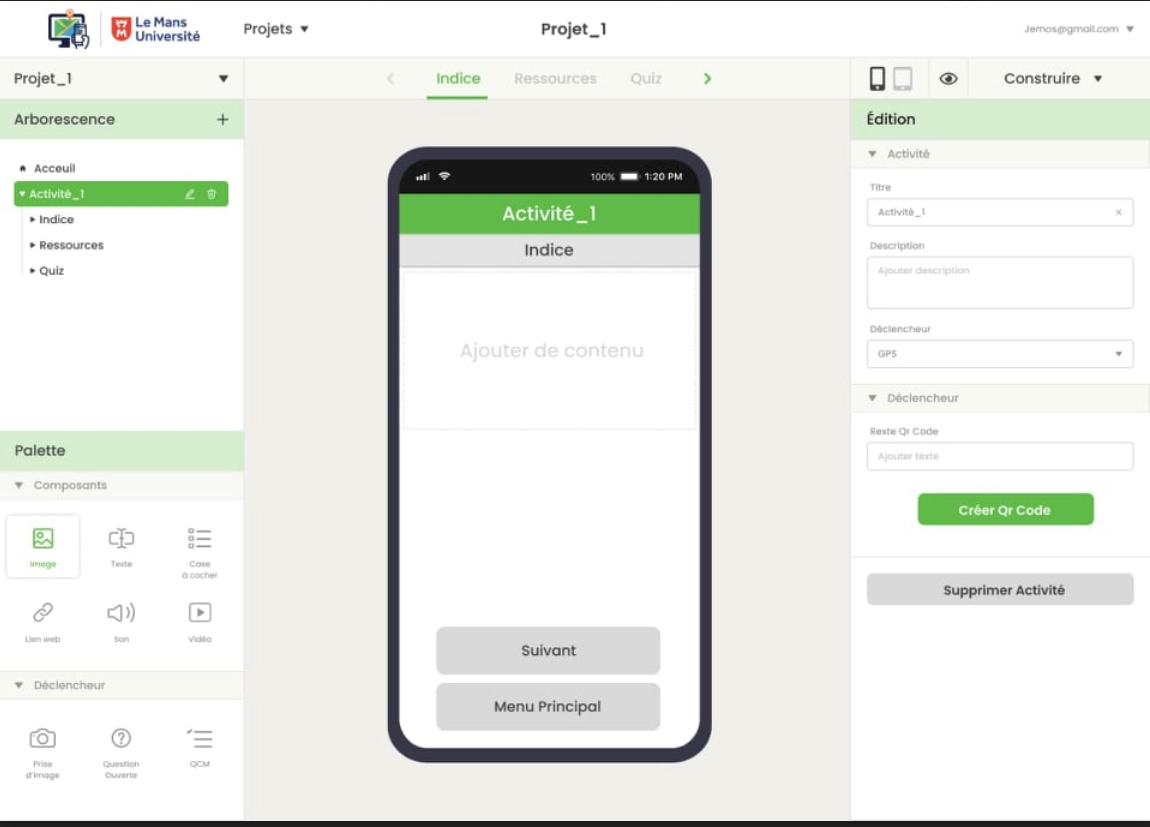 Le Mans
Université
Projets
Projet_1
Jemos@gmail.com
Projet_1
Indice
Ressources
Quiz
Construire
Arborescence
Édition
Acceuil
Activité_1
Indice
Ressources
Quiz
Palette
Composants
Image
Texte
Case
à cocher
Lien web
Son
Vidéo
Déclencheur
Prise
d'image
Question
Ouverte
QCM
100%
1:20 PM
Activité_1
Indice
Ajouter de contenu
Suivant
Menu Principal
Activité
Titre
Activité_1
Description
Ajouter description
Déclencheur
GPS
Déclencheur
Rexte Qr Code
Ajouter texte
Créer Qr Code
Supprimer Activité